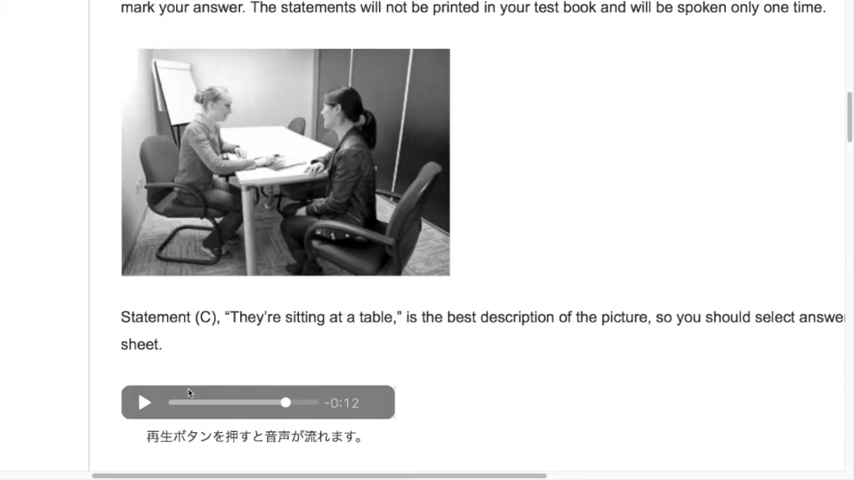 mark your answer. The statements will not be printed in your test book and will be spoken only one time.
Statement (C), “They’re sitting at a table,” is the best description of the picture, so you should select
sheet.
-0:12
再生ボタンを押すと音声が流れます。